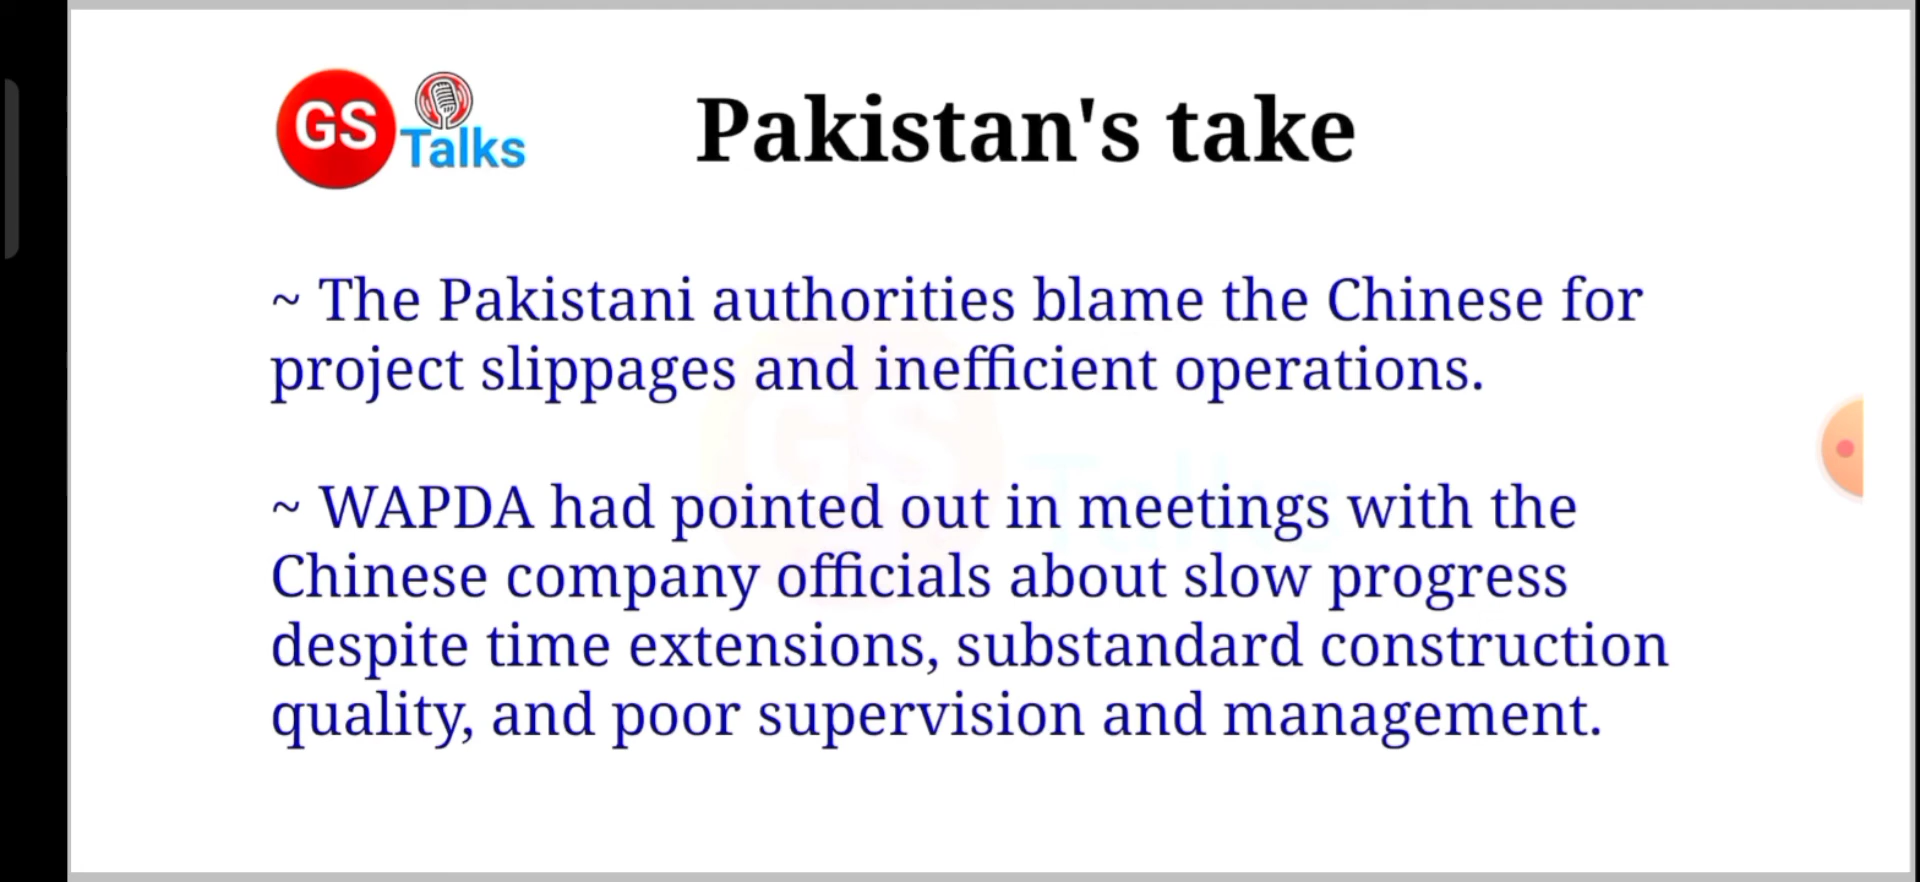 GS Talks
Pakistan's take
~ The Pakistani authorities blame the Chinese for
project slippages and inefficient operations.
~ WAPDA had pointed out in meetings with the
Chinese company officials about slow progress
despite time extensions, substandard construction
quality, and poor supervision and management.
GS Talks